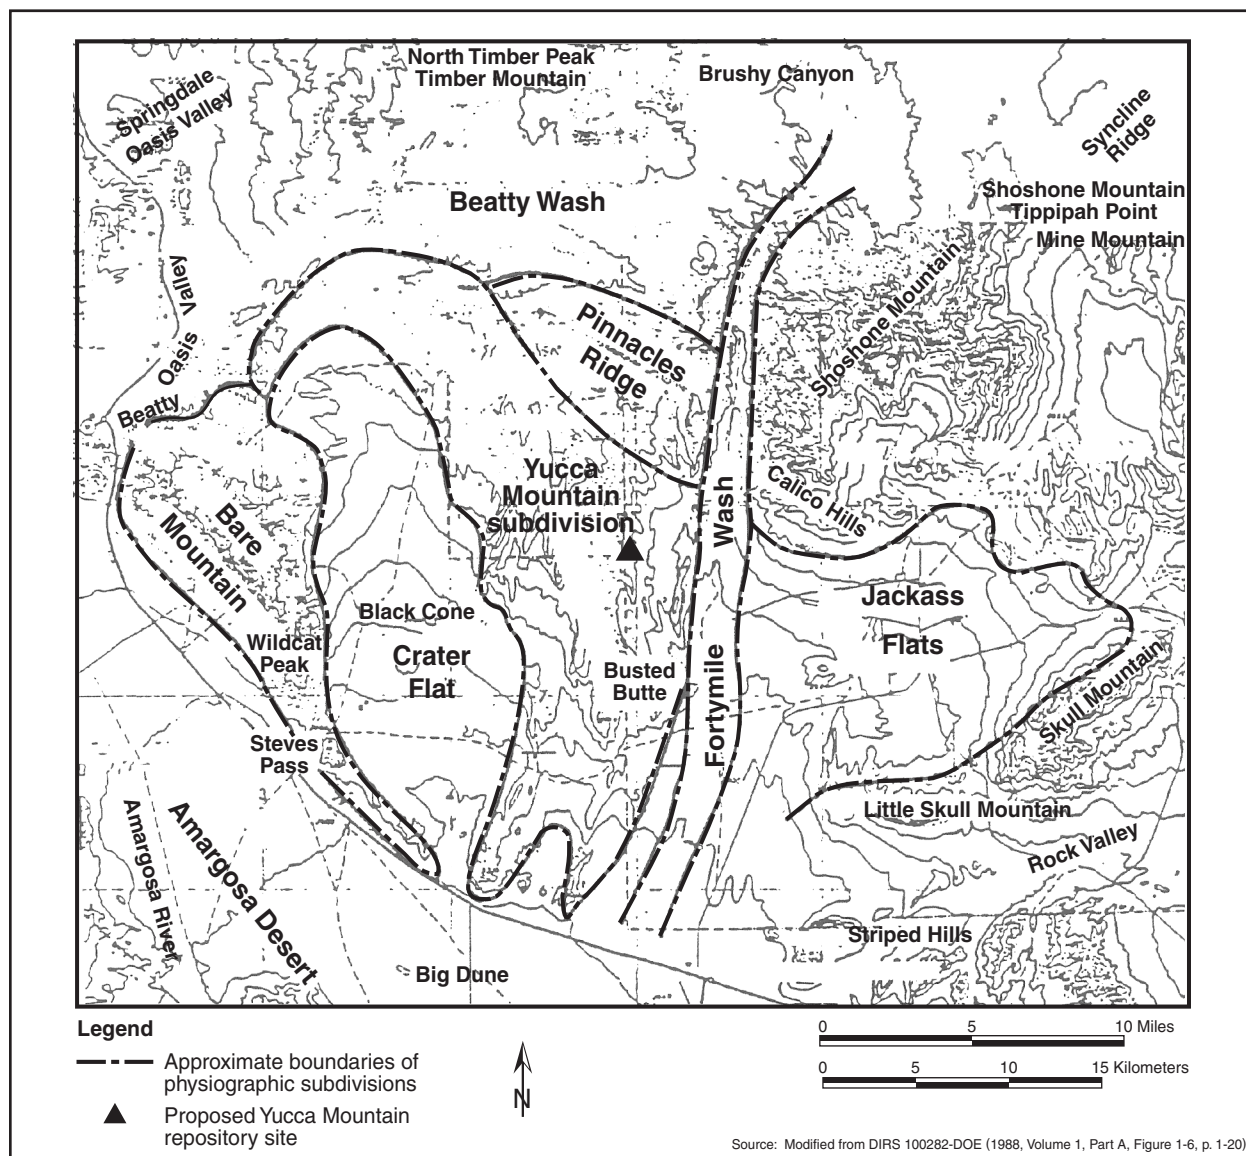 North Timber Peak
Timber Mountain
Brushy Canyon
Springdale
Oasis Valley
Syncline
Ridge
Beatty Wash
Shoshone Mountain
Tippipah Point
Mine Mountain
Oasis Valley
Pinnacles
Ridge
Shoshone Mountain
Beatty
Yucca
Mountain
subdivision
Calico Hills
Bare
Mountain
Fortymile Wash
Jackass
Flats
Black Cone
Wildcat
Peak
Crater
Flat
Busted
Butte
Skull Mountain
Steves
Pass
Little Skull Mountain
Rock Valley
Amargosa River
Amargosa Desert
Striped Hills
Big Dune
Legend
Approximate boundaries of
physiographic subdivisions
Proposed Yucca Mountain
repository site
N
0 5 10 Miles
0 5 10 15 Kilometers
Source: Modified from DIRS 100282-DOE (1988, Volume 1, Part A, Figure 1-6, p. 1-20)